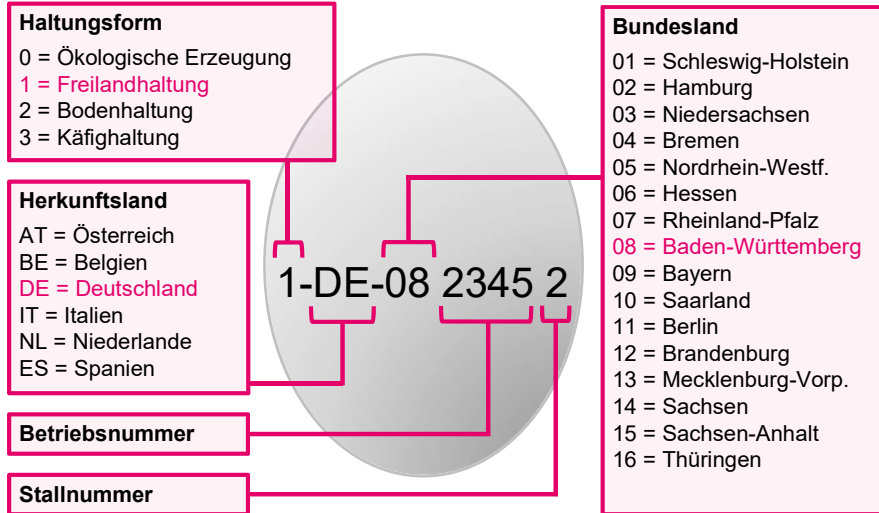 Haltungsform
0 = Ökologische Erzeugung
1 = Freilandhaltung
2 = Bodenhaltung
3 = Käfighaltung
Herkunftsland
AT = Österreich
BE = Belgien
DE = Deutschland
IT = Italien
NL = Niederlande
ES = Spanien
Betriebsnummer
Stallnummer
1-DE-08 2345 2
Bundesland
01 = Schleswig-Holstein
02 = Hamburg
03 = Niedersachsen
04 = Bremen
05 = Nordrhein-Westf.
06 = Hessen
07 = Rheinland-Pfalz
08 = Baden-Württemberg
09 = Bayern
10 = Saarland
11 = Berlin
12 = Brandenburg
13 = Mecklenburg-Vorp.
14 = Sachsen
15 = Sachsen-Anhalt
16 = Thüringen